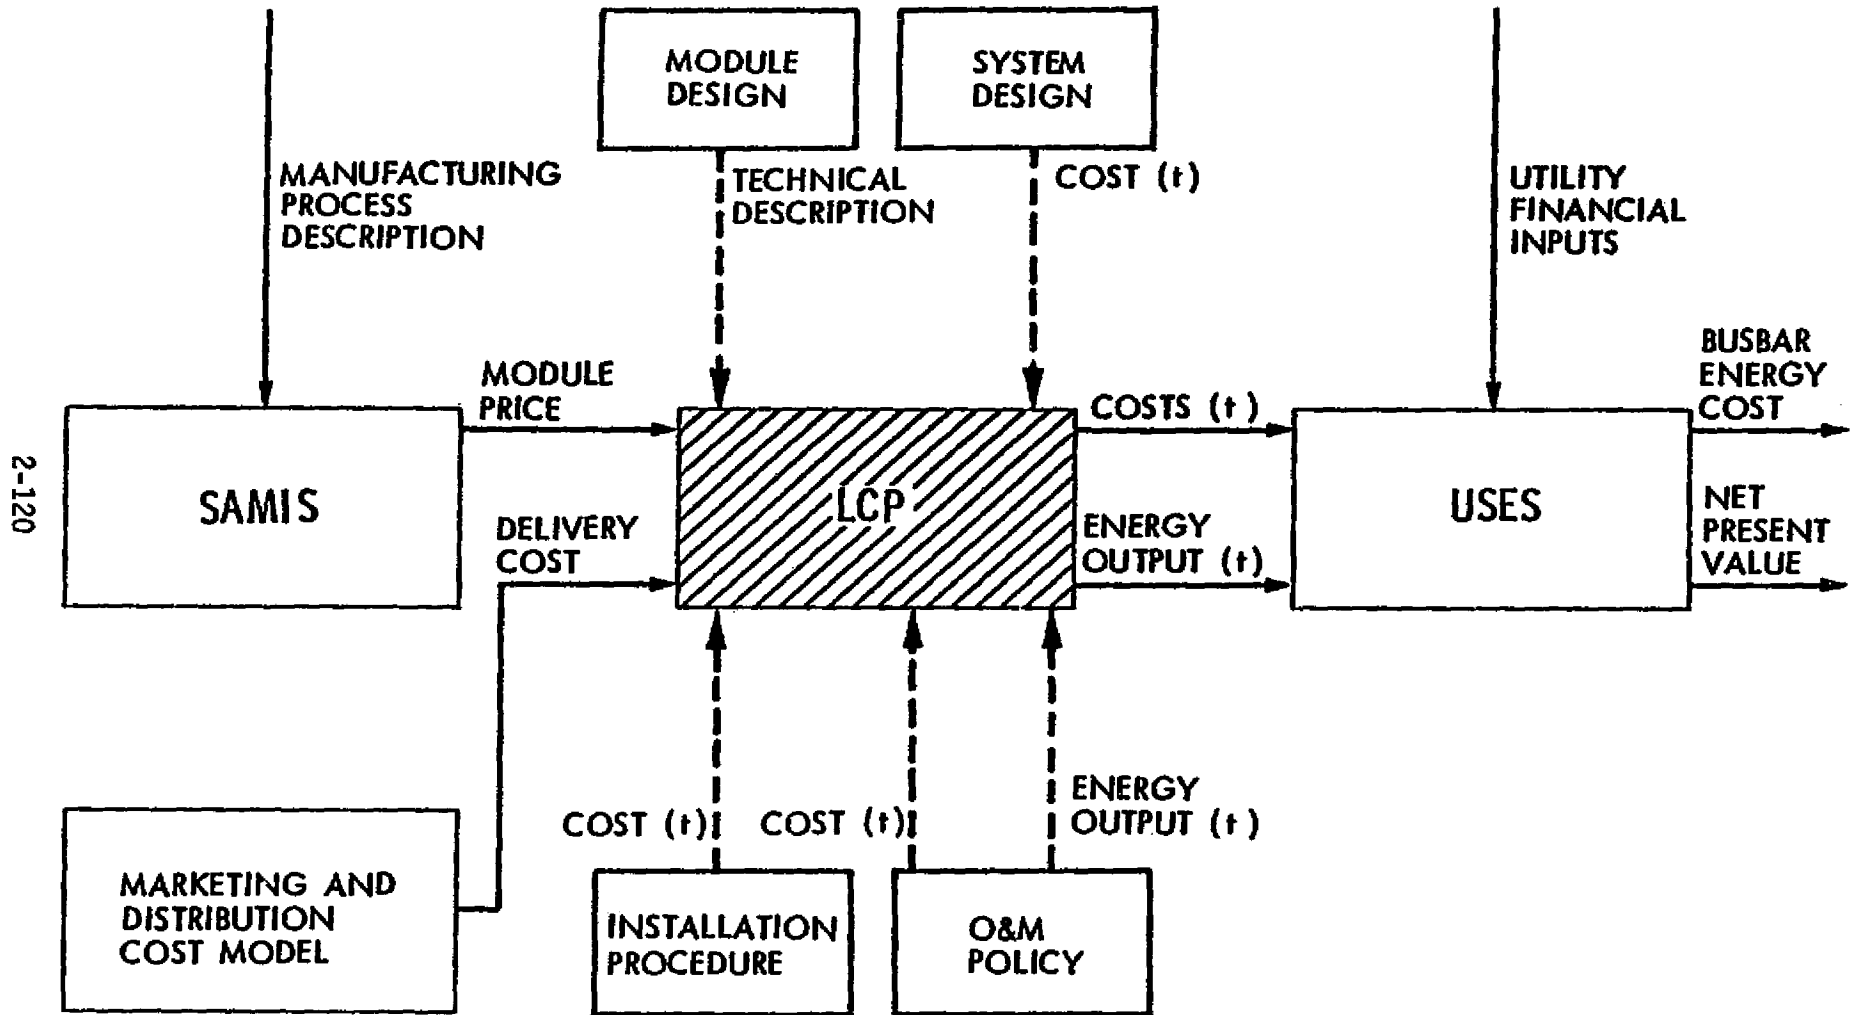 MODULE
DESIGN
SYSTEM
DESIGN
MANUFACTURING
PROCESS
DESCRIPTION
TECHNICAL
DESCRIPTION
COST (t)
UTILITY
FINANCIAL
INPUTS
MODULE
PRICE
COSTS (t)
BUSBAR
ENERGY
COST
2-120
SAMIS
LCP
USES
DELIVERY
COST
ENERGY
OUTPUT (t)
NET
PRESENT
VALUE
COST (t)
COST (t)
ENERGY
OUTPUT (t)
MARKETING AND
DISTRIBUTION
COST MODEL
INSTALLATION
PROCEDURE
O&M
POLICY